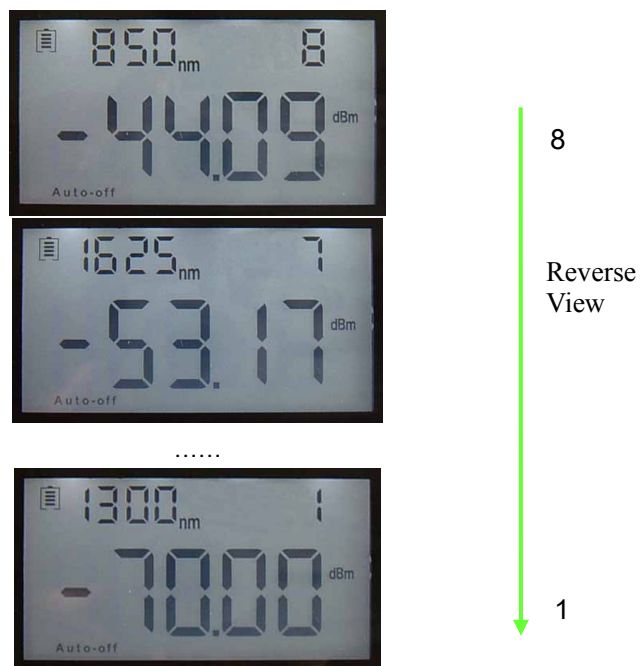 850nm 8
-44.09 dBm
Auto-off
8
1625nm 7
-53.17 dBm
Auto-off
Reverse
View
......
1300nm 1
-70.00 dBm
Auto-off
1